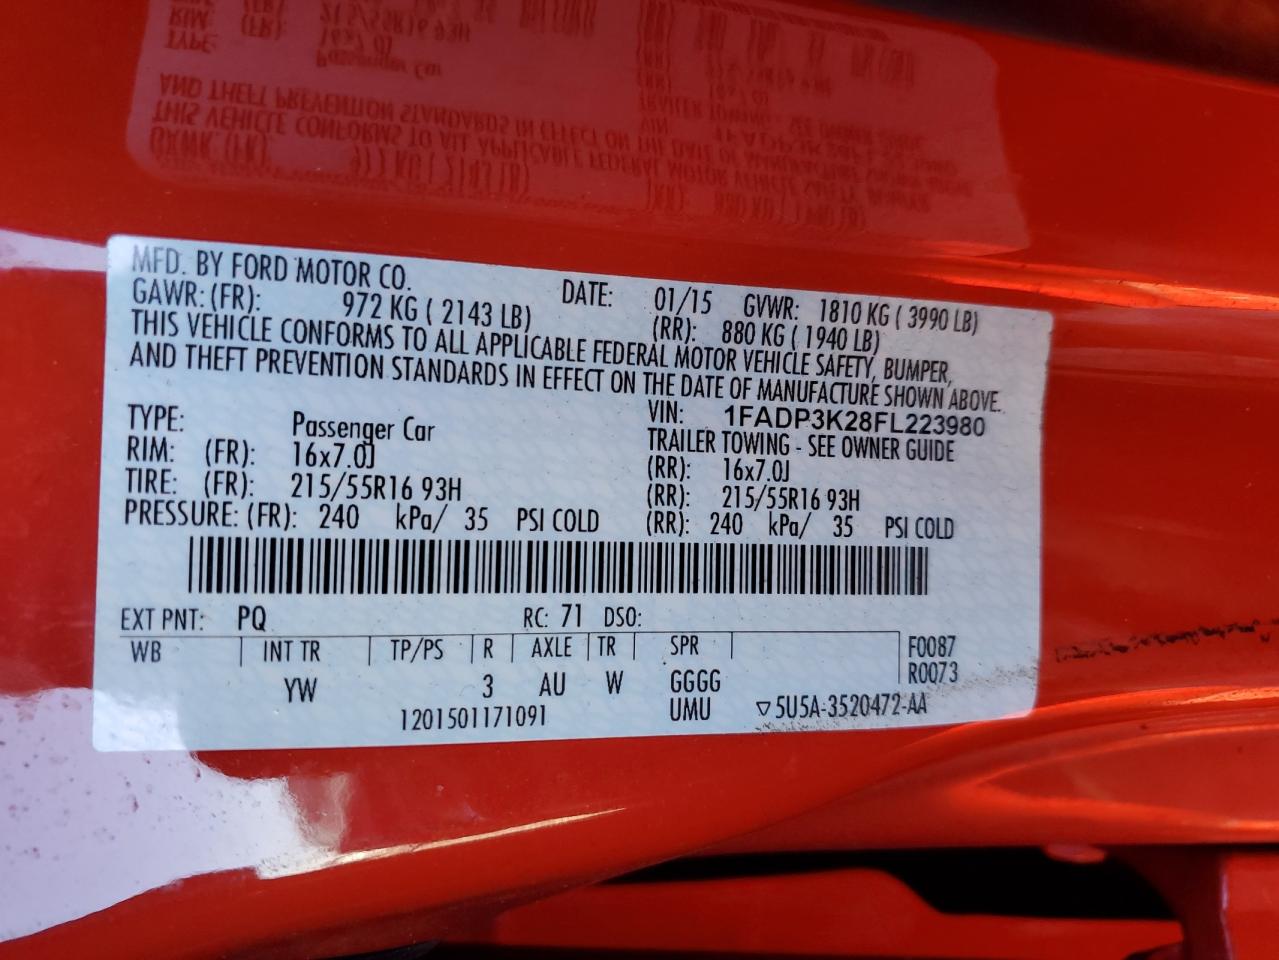 MFD. BY FORD MOTOR CO. DATE: 01/15 GVWR: 1810 KG ( 3990 LB)
GAWR: (FR): 972 KG ( 2143 LB) (RR): 880 KG ( 1940 LB)
THIS VEHICLE CONFORMS TO ALL APPLICABLE FEDERAL MOTOR VEHICLE SAFETY, BUMPER,
AND THEFT PREVENTION STANDARDS IN EFFECT ON THE DATE OF MANUFACTURE SHOWN ABOVE.
VIN: 1FADP3K28FL223980
TYPE: Passenger Car TRAILER TOWING - SEE OWNER GUIDE
RIM: (FR): 16x7.0J (RR): 16x7.0J
TIRE: (FR): 215/55R16 93H (RR): 215/55R16 93H
PRESSURE: (FR): 240 kPa/ 35 PSI COLD (RR): 240 kPa/ 35 PSI COLD
EXT PNT: PQ RC: 71 DSO:
WB | INT TR | TP/PS | R | AXLE | TR | SPR | F0087
YW 3 AU W GGGG R0073
1201501171091 UMU ▽5U5A-3520472-AA